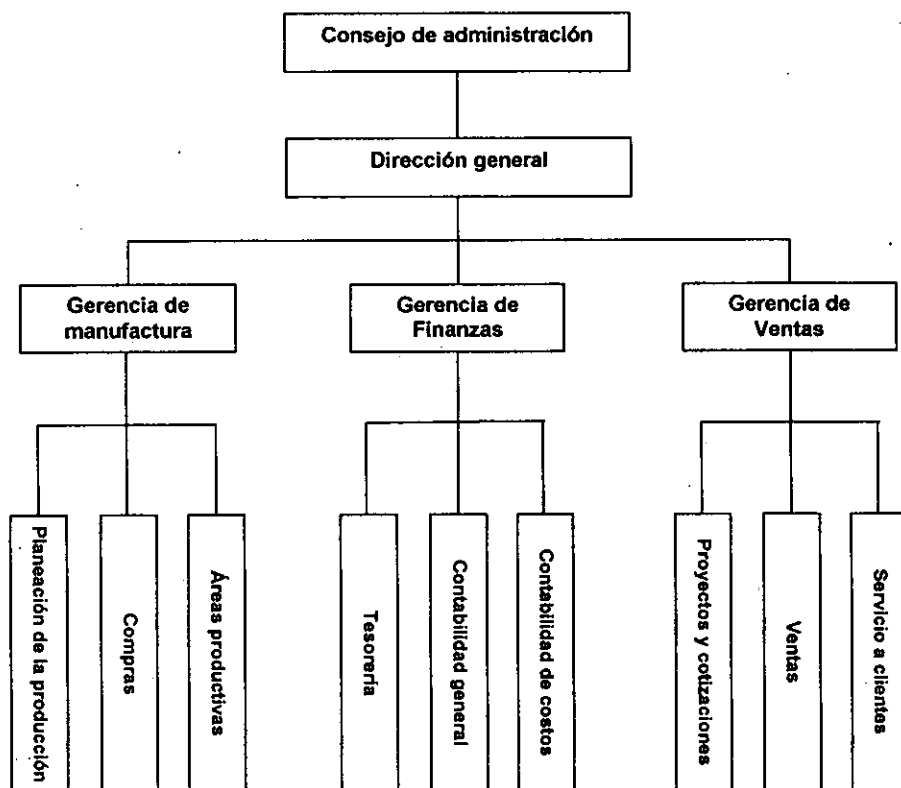 Consejo de administración
Dirección general
Gerencia de
manufactura
Gerencia de
Finanzas
Gerencia de
Ventas
Planeación de la producción
Compras
Áreas productivas
Tesorería
Contabilidad general
Contabilidad de costos
Proyectos y cotizaciones
Ventas
Servicio a clientes